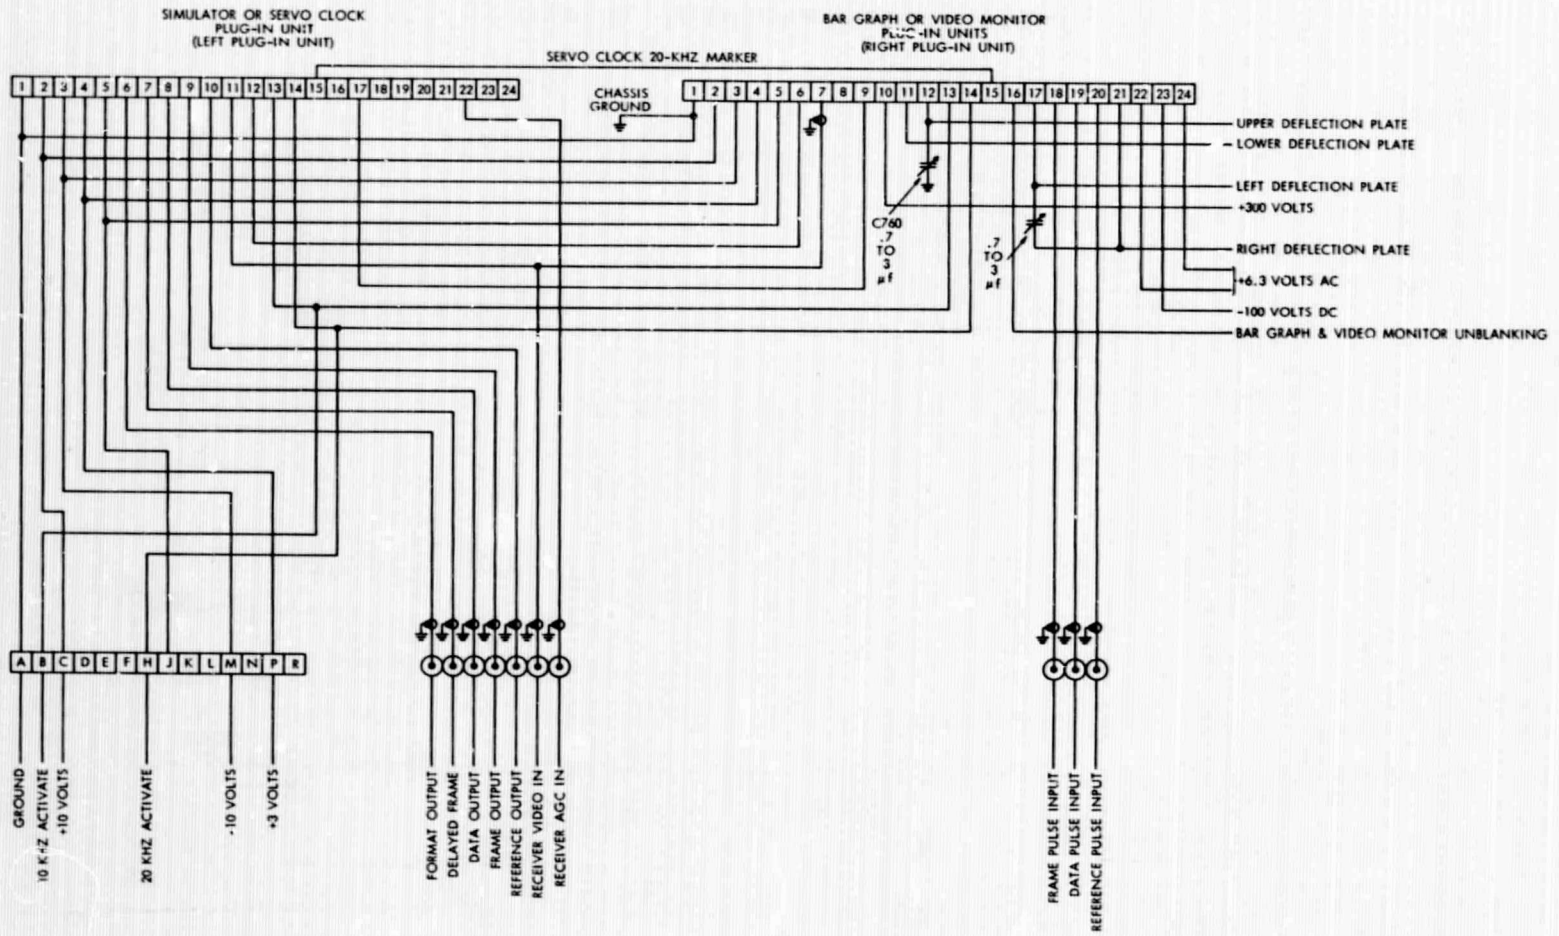 SIMULATOR OR SERVO CLOCK
PLUG-IN UNIT
(LEFT PLUG-IN UNIT)
BAR GRAPH OR VIDEO MONITOR
PLUG-IN UNITS
(RIGHT PLUG-IN UNIT)
SERVO CLOCK 20-KHZ MARKER
1 2 3 4 5 6 7 8 9 10 11 12 13 14 15 16 17 18 19 20 21 22 23 24
CHASSIS
GROUND
1 2 3 4 5 6 7 8 9 10 11 12 13 14 15 16 17 18 19 20 21 22 23 24
UPPER DEFLECTION PLATE
LOWER DEFLECTION PLATE
LEFT DEFLECTION PLATE
+300 VOLTS
C760
.7
TO
3
μf
.7
TO
3
μf
RIGHT DEFLECTION PLATE
+6.3 VOLTS AC
-100 VOLTS DC
BAR GRAPH & VIDEO MONITOR UNBLANKING
A B C D E F H J K L M N P R
GROUND
10 KHZ ACTIVATE
+10 VOLTS
20 KHZ ACTIVATE
-10 VOLTS
+3 VOLTS
FORMAT OUTPUT
DELAYED FRAME
DATA OUTPUT
FRAME OUTPUT
REFERENCE OUTPUT
RECEIVER VIDEO IN
RECEIVER AGC IN
FRAME PULSE INPUT
DATA PULSE INPUT
REFERENCE PULSE INPUT